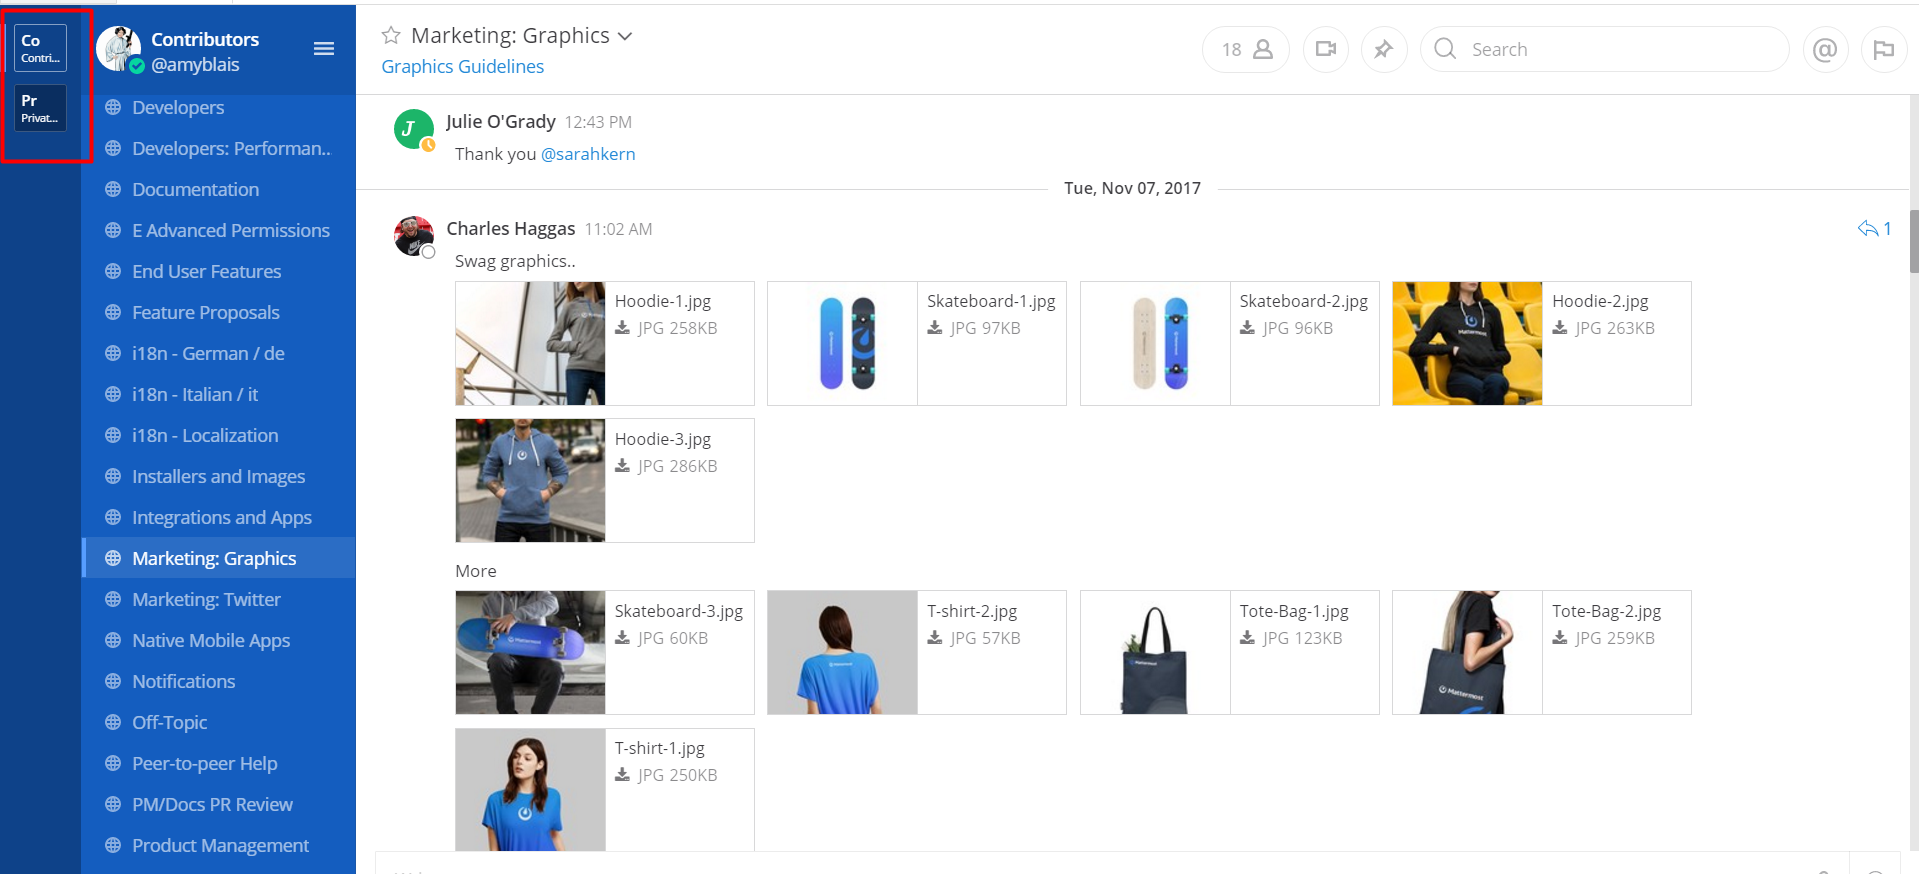 Co
Contri...
Pr
Privat...
Contributors
@amyblais
Developers
Developers: Performan..
Documentation
E Advanced Permissions
End User Features
Feature Proposals
i18n - German / de
i18n - Italian / it
i18n - Localization
Installers and Images
Integrations and Apps
Marketing: Graphics
Marketing: Twitter
Native Mobile Apps
Notifications
Off-Topic
Peer-to-peer Help
PM/Docs PR Review
Product Management
Marketing: Graphics
Graphics Guidelines
18
Search
@
J
Julie O'Grady 12:43 PM
Thank you @sarahkern
Tue, Nov 07, 2017
Charles Haggas 11:02 AM
1
Swag graphics..
Hoodie-1.jpg
JPG 258KB
Mattermost
Skateboard-1.jpg
JPG 97KB
Skateboard-2.jpg
JPG 96KB
Mattermost
Hoodie-2.jpg
JPG 263KB
Hoodie-3.jpg
JPG 286KB
More
Mattermost
Skateboard-3.jpg
JPG 60KB
Mattermost
T-shirt-2.jpg
JPG 57KB
Mattermost
Tote-Bag-1.jpg
JPG 123KB
Mattermost
Tote-Bag-2.jpg
JPG 259KB
T-shirt-1.jpg
JPG 250KB